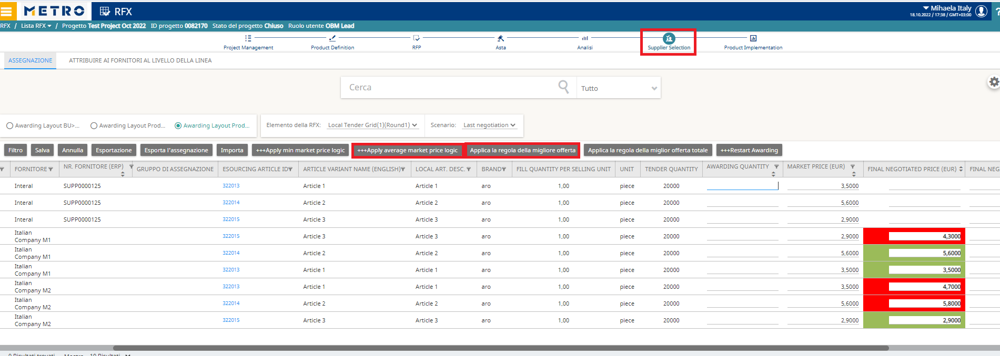 METRO RFX
Mihaela Italy
18.10.2022 / 17:38 / GMT+03:00
?
RFX / Lista RFX / Progetto Test Project Oct 2022 ID progetto 0082170 Stato del progetto Chiuso Ruolo utente OBM Lead
Project Management Product Definition RFP Asta Analisi Supplier Selection Product Implementation
ASSEGNAZIONE ATTRIBUIRE AI FORNITORI AL LIVELLO DELLA LINEA
Cerca Tutto
Awarding Layout BU>... Awarding Layout Prod... Awarding Layout Prod... Elemento della RFX: Local Tender Grid(1)(Round1) Scenario: Last negotiation
Filtro Salva Annulla Esportazione Esporta l'assegnazione Importa +++Apply min market price logic +++Apply average market price logic Applica la regola della migliore offerta Applica la regola della miglior offerta totale +++Restart Awarding
FORNITORE NR. FORNITORE (ERP) GRUPPO DI ASSEGNAZIONE ESOURCING ARTICLE ID ARTICLE VARIANT NAME (ENGLISH) LOCAL ART. DESC. BRAND FILL QUANTITY PER SELLING UNIT UNIT TENDER QUANTITY AWARDING QUANTITY MARKET PRICE (EUR) FINAL NEGOTIATED PRICE (EUR) FINAL NEG
Interal SUPP0000125 322013 Article 1 Article 1 aro 1,00 piece 20000 3,5000
Interal SUPP0000125 322014 Article 2 Article 2 aro 1,00 piece 20000 5,6000
Interal SUPP0000125 322015 Article 3 Article 3 aro 1,00 piece 20000 2,9000
Italian
Company M1 322015 Article 3 Article 3 aro 1,00 piece 20000 2,9000 4,3000
Italian
Company M1 322014 Article 2 Article 2 aro 1,00 piece 20000 5,6000 5,6000
Italian
Company M1 322013 Article 1 Article 1 aro 1,00 piece 20000 3,5000 3,5000
Italian
Company M2 322013 Article 1 Article 1 aro 1,00 piece 20000 3,5000 4,7000
Italian
Company M2 322014 Article 2 Article 2 aro 1,00 piece 20000 5,6000 5,8000
Italian
Company M2 322015 Article 3 Article 3 aro 1,00 piece 20000 2,9000 2,9000
9 Risultati trovati Mostra 10 Risultati